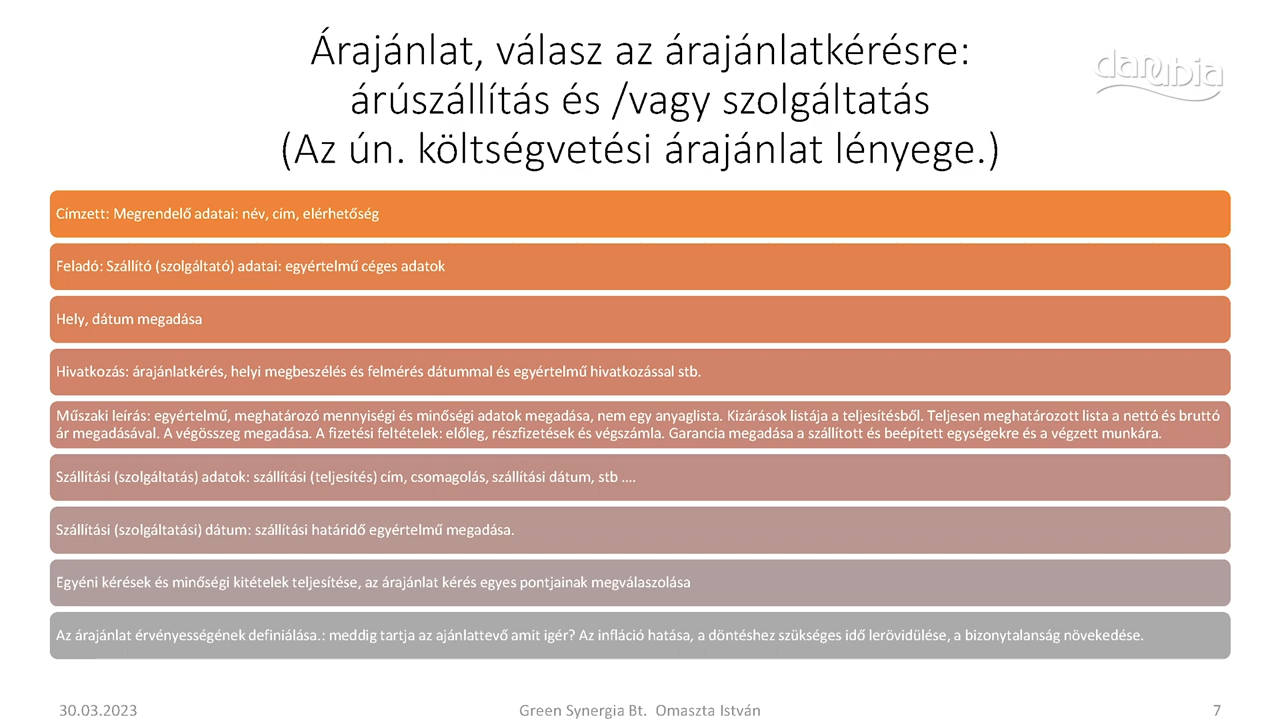 Árajánlat, válasz az árajánlatkérésre:
árúszállítás és /vagy szolgáltatás
(Az ún. költségvetési árajánlat lényege.)
danubia
Címzett: Megrendelő adatai: név, cím, elérhetőség
Feladó: Szállító (szolgáltató) adatai: egyértelmű céges adatok
Hely, dátum megadása
Hivatkozás: árajánlatkérés, helyi megbeszélés és felmérés dátummal és egyértelmű hivatkozással stb.
Műszaki leírás: egyértelmű, meghatározó mennyiségi és minőségi adatok megadása, nem egy anyaglista. Kizárások listája a teljesítésből. Teljesen meghatározott lista a nettó és bruttó
ár megadásával. A végösszeg megadása. A fizetési feltételek: előleg, részfizetések és végszámla. Garancia megadása a szállított és beépített egységekre és a végzett munkára.
Szállítási (szolgáltatás) adatok: szállítási (teljesítés) cím, csomagolás, szállítási dátum, stb ....
Szállítási (szolgáltatási) dátum: szállítási határidő egyértelmű megadása.
Egyéni kérések és minőségi kitételek teljesítése, az árajánlat kérés egyes pontjainak megválaszolása
Az árajánlat érvényességének definiálása.: meddig tartja az ajánlattevő amit igér? Az infláció hatása, a döntéshez szükséges idő lerövidülése, a bizonytalanság növekedése.
30.03.2023
Green Synergia Bt. Omaszta István
7